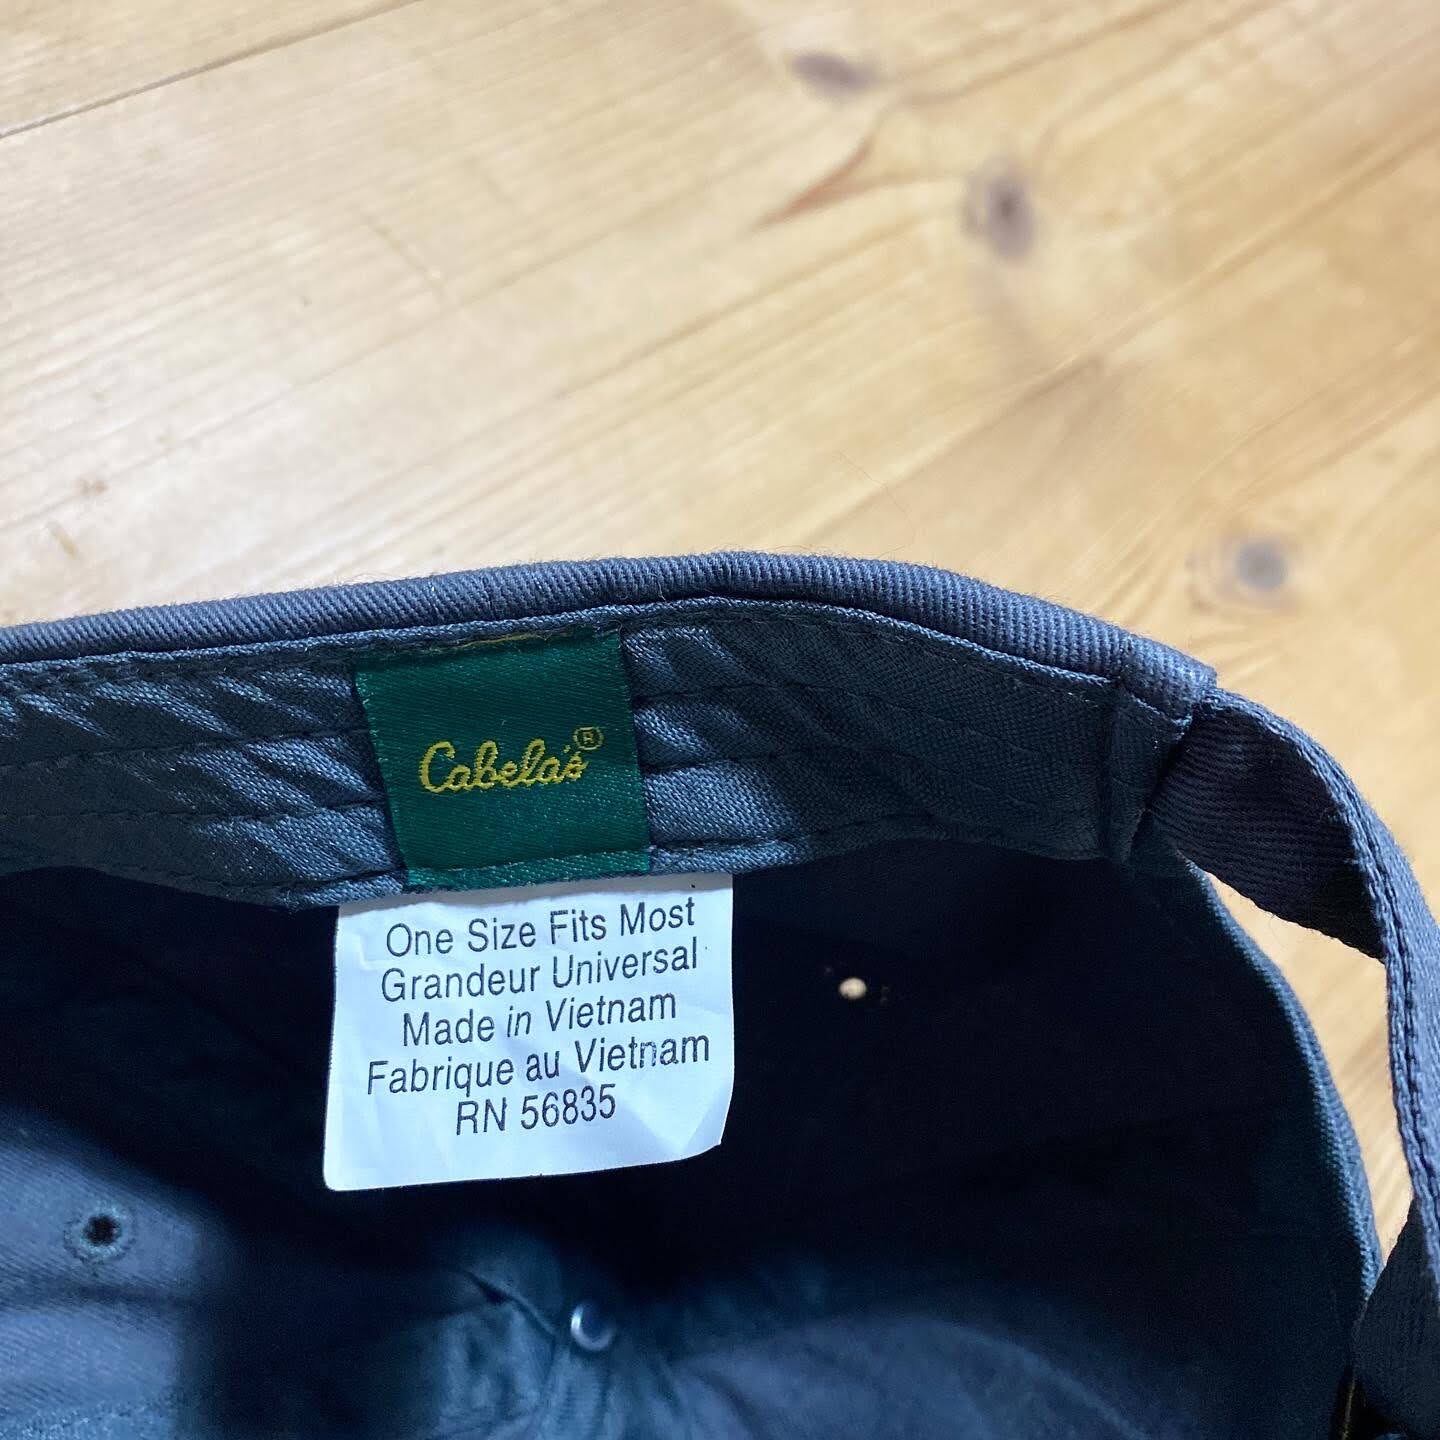 Cabela's®
One Size Fits Most
Grandeur Universal
Made in Vietnam
Fabrique au Vietnam
RN 56835